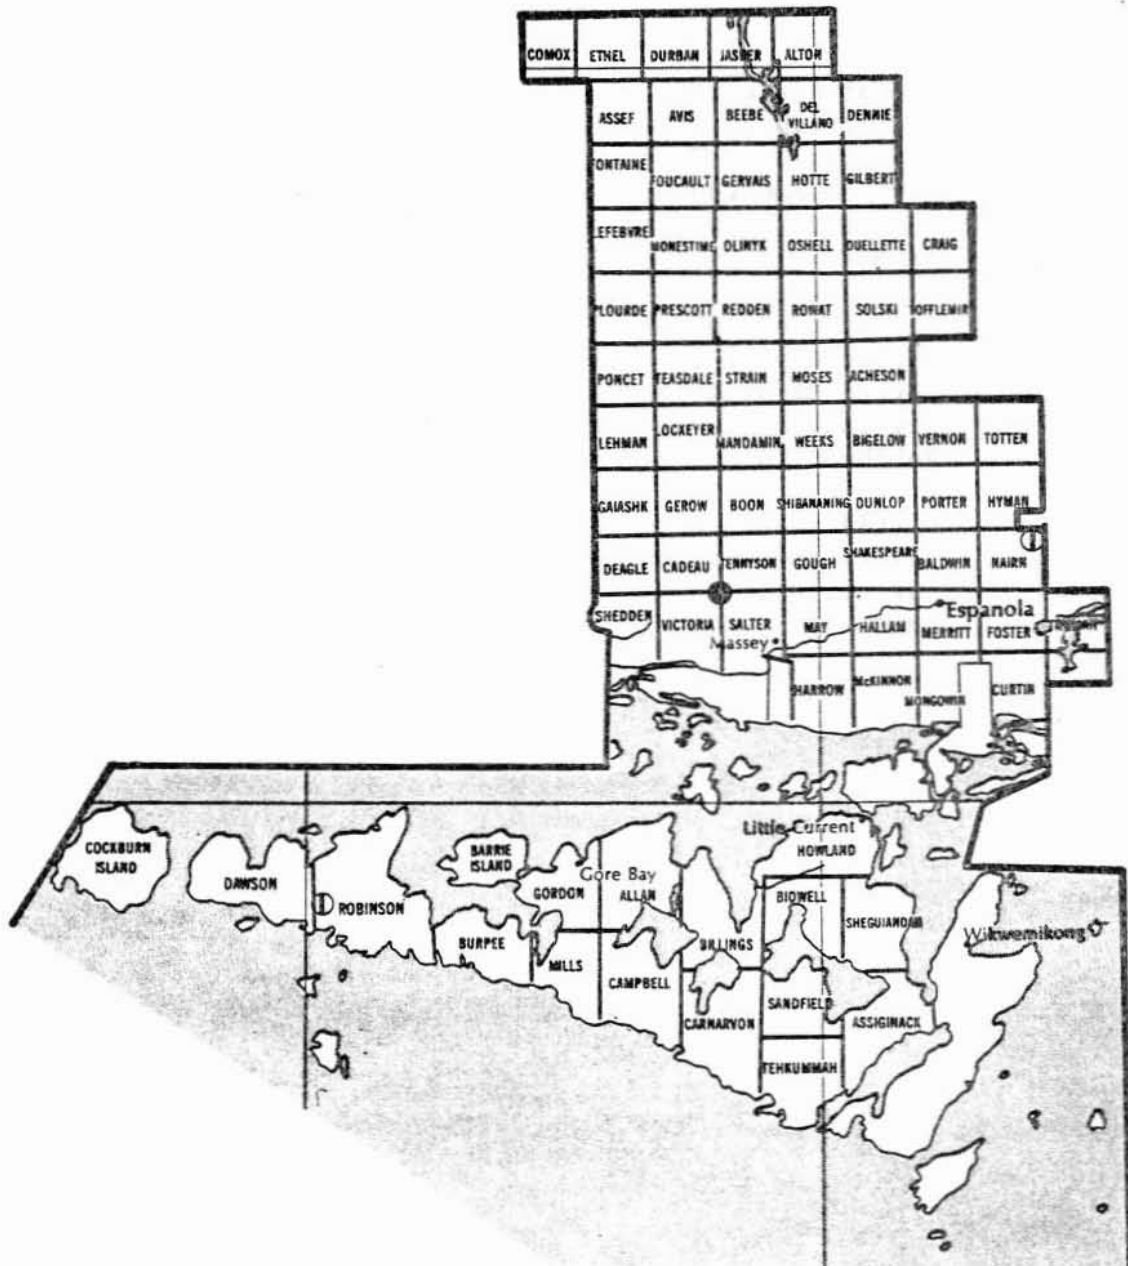 COMOX ETHEL DURBAN JASPER ALTON
ASSEF AVIS BEEBE DEL VILLANO DENNIE
FONTAINE FOUCAULT GERVAIS HOTTE GILBERT
LEFEBVRE MONESTIME OLINYK OSHELL OUELLETTE CRAIG
PLOURDE PRESCOTT REDDEN ROWAT SOLSKI TOFFLEMIRE
PONCET TEASDALE STRAIN MOSES ACHESON
LEHMAN LOCKEYER MANDAMIN WEEKS BIGELOW VERNON TOTTEN
GAIASHK GEROW BOON SHIBANANING DUNLOP PORTER HYMAN
DEAGLE CADEAU TENNYSON GOUGH SHAKESPEARE BALDWIN NAIRN
Espanola
SHEDDEN VICTORIA SALTER MAY HALLAM MERRITT FOSTER
Massey
HARROW McKINNON MONGOWIN CURTIN
Little Current
COCKBURN ISLAND DAWSON ROBINSON BARRIE ISLAND HOWLAND
Gore Bay
GORDON ALLAN BIDWELL SHEGUIANDAH
Wikwemikong
BURPEE MILLS CAMPBELL BILLINGS
SANDFIELD
CARNARVON ASSIGINACK
TEHKUMMAH